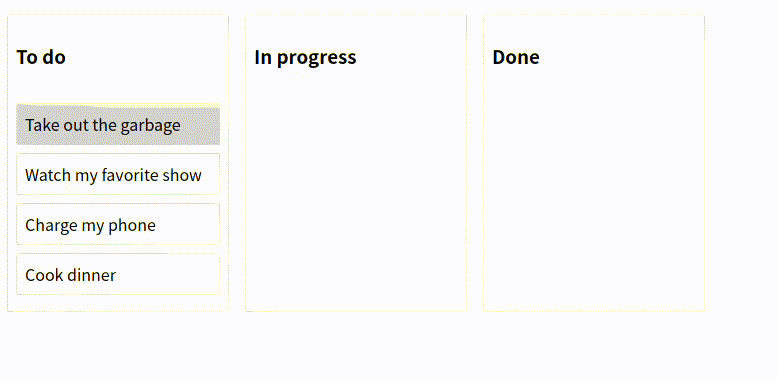 To do
Take out the garbage
Watch my favorite show
Charge my phone
Cook dinner
In progress
Done